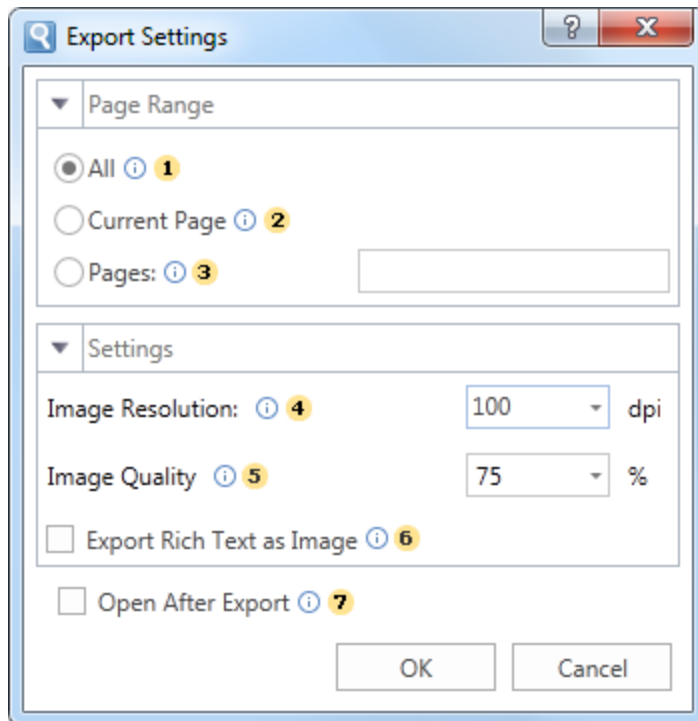 Export Settings ?
Page Range
All i 1
Current Page i 2
Pages: i 3
Settings
Image Resolution: i 4 100 dpi
Image Quality i 5 75 %
Export Rich Text as Image i 6
Open After Export i 7
OK Cancel